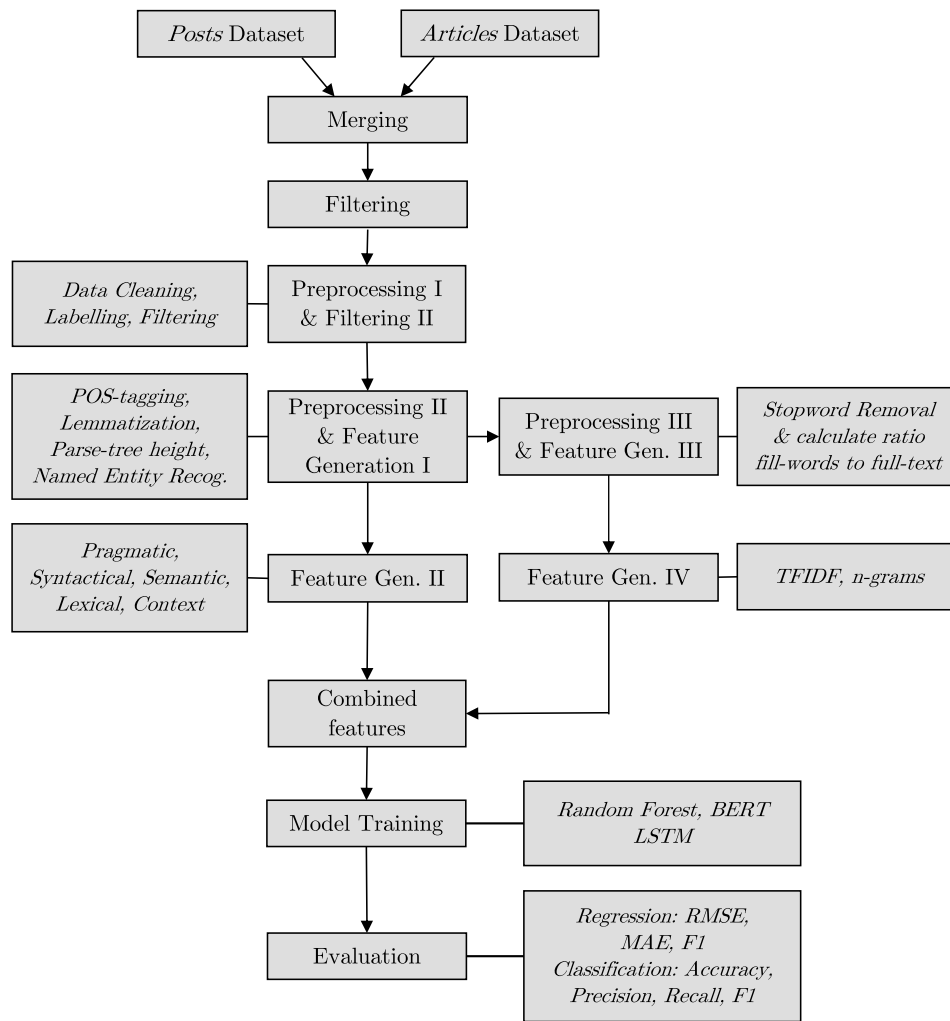 Posts Dataset
Articles Dataset
Merging
Filtering
Data Cleaning,
Labelling, Filtering
Preprocessing I
& Filtering II
POS-tagging,
Lemmatization,
Parse-tree height,
Named Entity Recog.
Preprocessing II
& Feature
Generation I
Preprocessing III
& Feature Gen. III
Stopword Removal
& calculate ratio
fill-words to full-text
Pragmatic,
Syntactical, Semantic,
Lexical, Context
Feature Gen. II
Feature Gen. IV
TFIDF, n-grams
Combined
features
Model Training
Random Forest, BERT
LSTM
Evaluation
Regression: RMSE,
MAE, F1
Classification: Accuracy,
Precision, Recall, F1